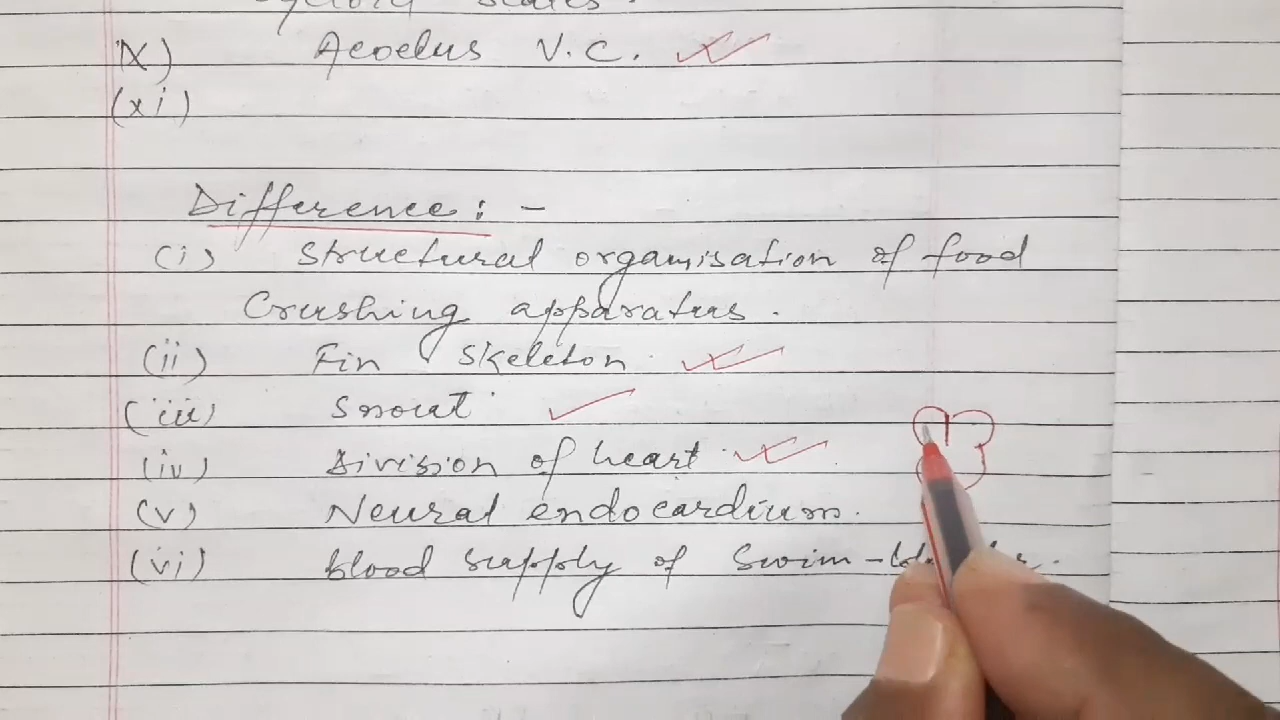 X) Acoelus V.C.
(xi)
Difference: -
(i) Structural organisation of food
Crushing apparatus.
(ii) Fin Skeleton.
(iii) Snout
(iv) Division of heart.
(v) Neural endocardium.
(vi) blood supply of Swim-